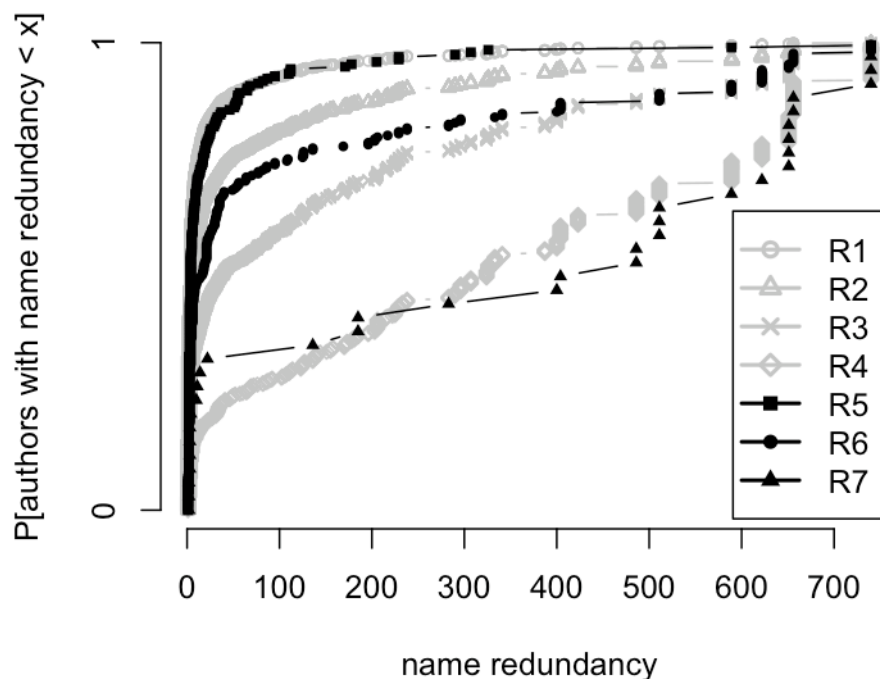 P[authors with name redundancy < x]
1
0
0 100 200 300 400 500 600 700
name redundancy
R1
R2
R3
R4
R5
R6
R7